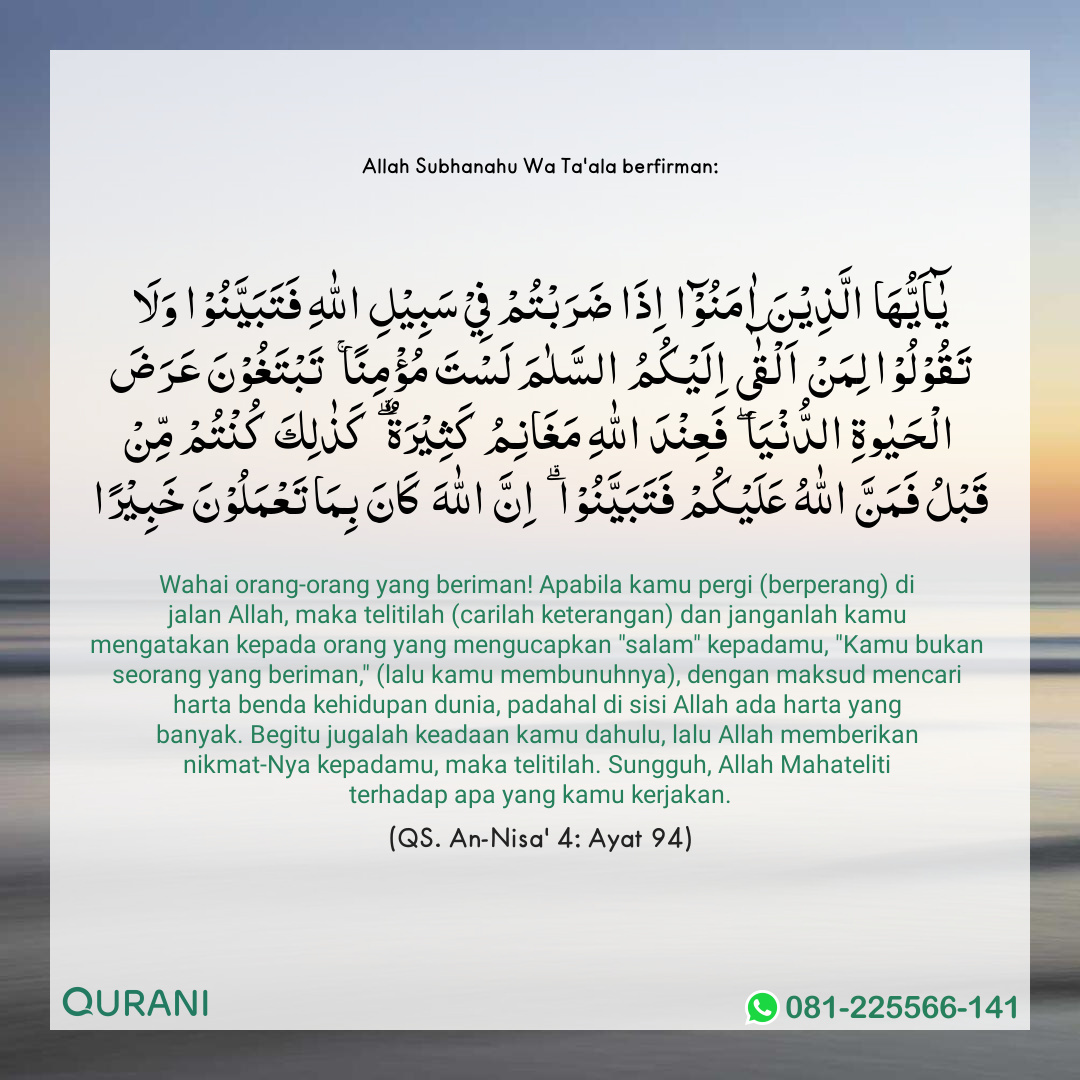 Allah Subhanahu Wa Ta'ala berfirman:
يٰۤاَيُّهَا الَّذِيْنَ اٰمَنُوْۤا اِذَا ضَرَبْتُمْ فِيْ سَبِيْلِ اللّٰهِ فَتَبَيَّنُوْا وَلَا
تَقُوْلُوْا لِمَنْ اَلْقٰۤى اِلَيْكُمُ السَّلٰمَ لَسْتَ مُؤْمِنًا ۚ تَبْتَغُوْنَ عَرَضَ
الْحَيٰوةِ الدُّنْيَا ۖ فَعِنْدَ اللّٰهِ مَغَانِمُ كَثِيْرَةٌ ۗ كَذٰلِكَ كُنْتُمْ مِّنْ
قَبْلُ فَمَنَّ اللّٰهُ عَلَيْكُمْ فَتَبَيَّنُوْا ۗ اِنَّ اللّٰهَ كَانَ بِمَا تَعْمَلُوْنَ خَبِيْرًا
Wahai orang-orang yang beriman! Apabila kamu pergi (berperang) di
jalan Allah, maka telitilah (carilah keterangan) dan janganlah kamu
mengatakan kepada orang yang mengucapkan "salam" kepadamu, "Kamu bukan
seorang yang beriman," (lalu kamu membunuhnya), dengan maksud mencari
harta benda kehidupan dunia, padahal di sisi Allah ada harta yang
banyak. Begitu jugalah keadaan kamu dahulu, lalu Allah memberikan
nikmat-Nya kepadamu, maka telitilah. Sungguh, Allah Mahateliti
terhadap apa yang kamu kerjakan.
(QS. An-Nisa' 4: Ayat 94)
QURANI
081-225566-141